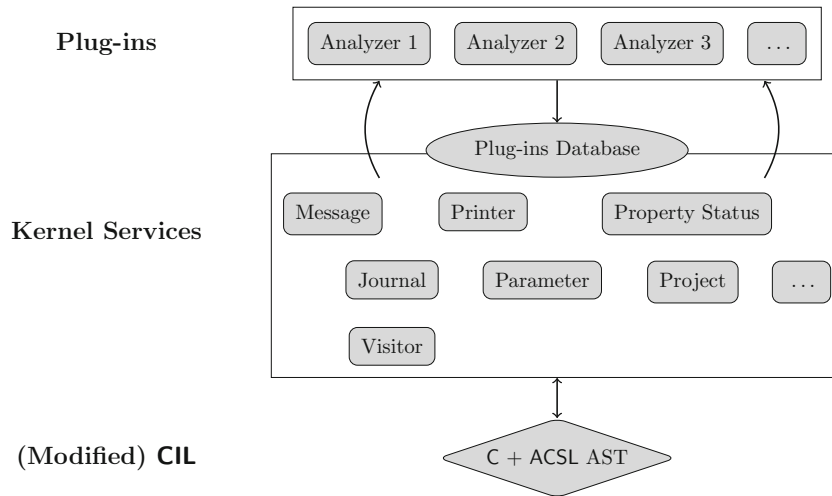 Plug-ins
Analyzer 1 Analyzer 2 Analyzer 3 ...
Plug-ins Database
Kernel Services
Message Printer Property Status
Journal Parameter Project ...
Visitor
(Modified) CIL
C + ACSL AST